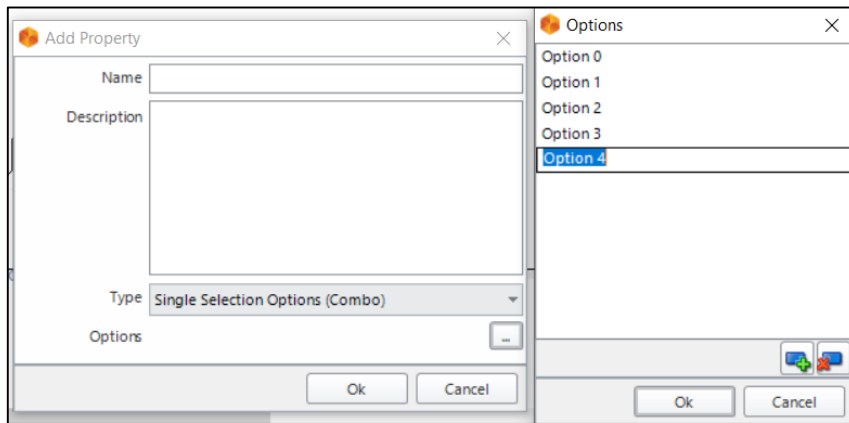 Add Property
Name
Description
Type Single Selection Options (Combo)
Options ...
Ok Cancel
Options
Option 0
Option 1
Option 2
Option 3
Option 4
Ok Cancel